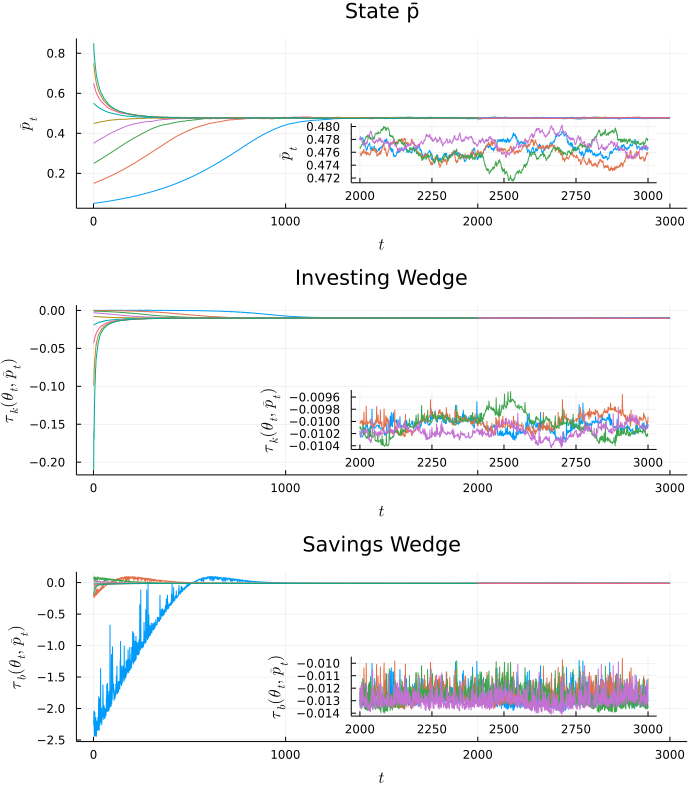 State p̄
0.8
0.6
0.4
0.2
p̄_t
0.480
0.478
0.476
0.474
0.472
p̄_t
2000 2250 2500 2750 3000
0 1000 2000 3000
t
Investing Wedge
0.00
−0.05
−0.10
−0.15
−0.20
τ_k(θ_t, p̄_t)
−0.0096
−0.0098
−0.0100
−0.0102
−0.0104
τ_k(θ_t, p̄_t)
2000 2250 2500 2750 3000
0 1000 2000 3000
t
Savings Wedge
0.0
−0.5
−1.0
−1.5
−2.0
−2.5
τ_b(θ_t, p̄_t)
−0.010
−0.011
−0.012
−0.013
−0.014
τ_b(θ_t, p̄_t)
2000 2250 2500 2750 3000
0 1000 2000 3000
t